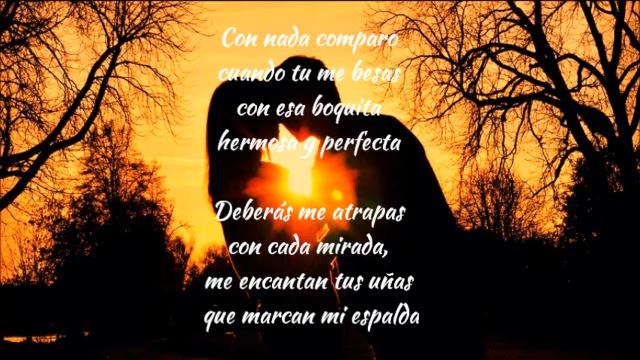 Con nada comparo
cuando tu me besas
con esa boquita
hermosa y perfecta
Deberás me atrapas
con cada mirada,
me encantan tus uñas
que marcan mi espalda